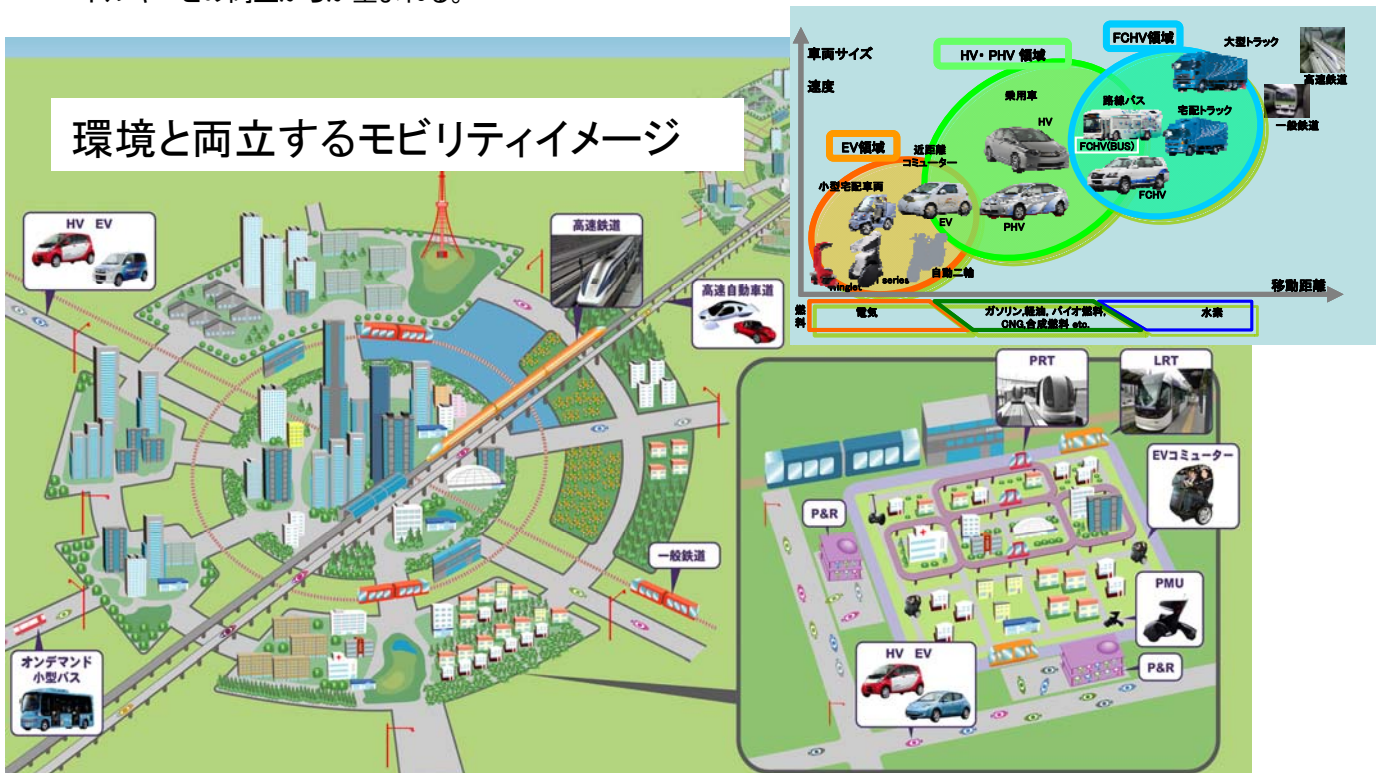 環境と両立するモビリティイメージ
車両サイズ
速度
HV・PHV 領域
FCHV領域
大型トラック
高速鉄道
一般鉄道
乗用車
HV
路線バス
宅配トラック
FCHV(BUS)
FCHV
EV領域
近距離
コミューター
小型宅配車両
EV
PHV
自動二輪
Winglet
series
移動距離
燃料
電気
ガソリン,軽油, バイオ燃料,
CNG,合成燃料 etc.
水素
HV EV
高速鉄道
高速自動車道
一般鉄道
オンデマンド
小型バス
PRT
LRT
EVコミューター
P&R
PMU
HV EV
P&R